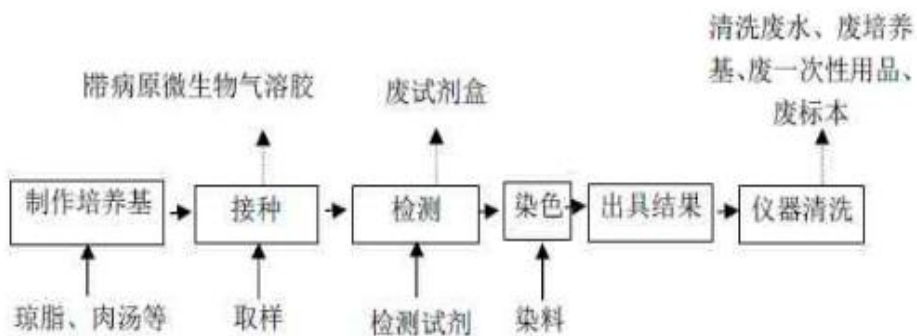 清洗废水、废培养
基、废一次性用品、
废标本
带病原微生物气溶胶
废试剂盒
制作培养基
接种
检测
染色
出具结果
仪器清洗
琼脂、肉汤等
取样
检测试剂
染料